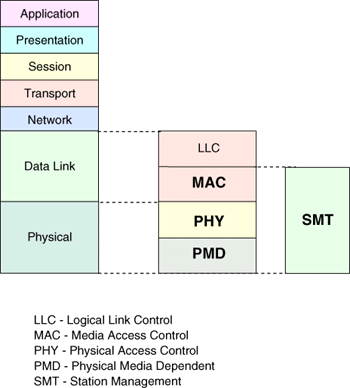 Application
Presentation
Session
Transport
Network
Data Link
Physical
LLC
MAC
PHY
PMD
SMT
LLC - Logical Link Control
MAC - Media Access Control
PHY - Physical Access Control
PMD - Physical Media Dependent
SMT - Station Management